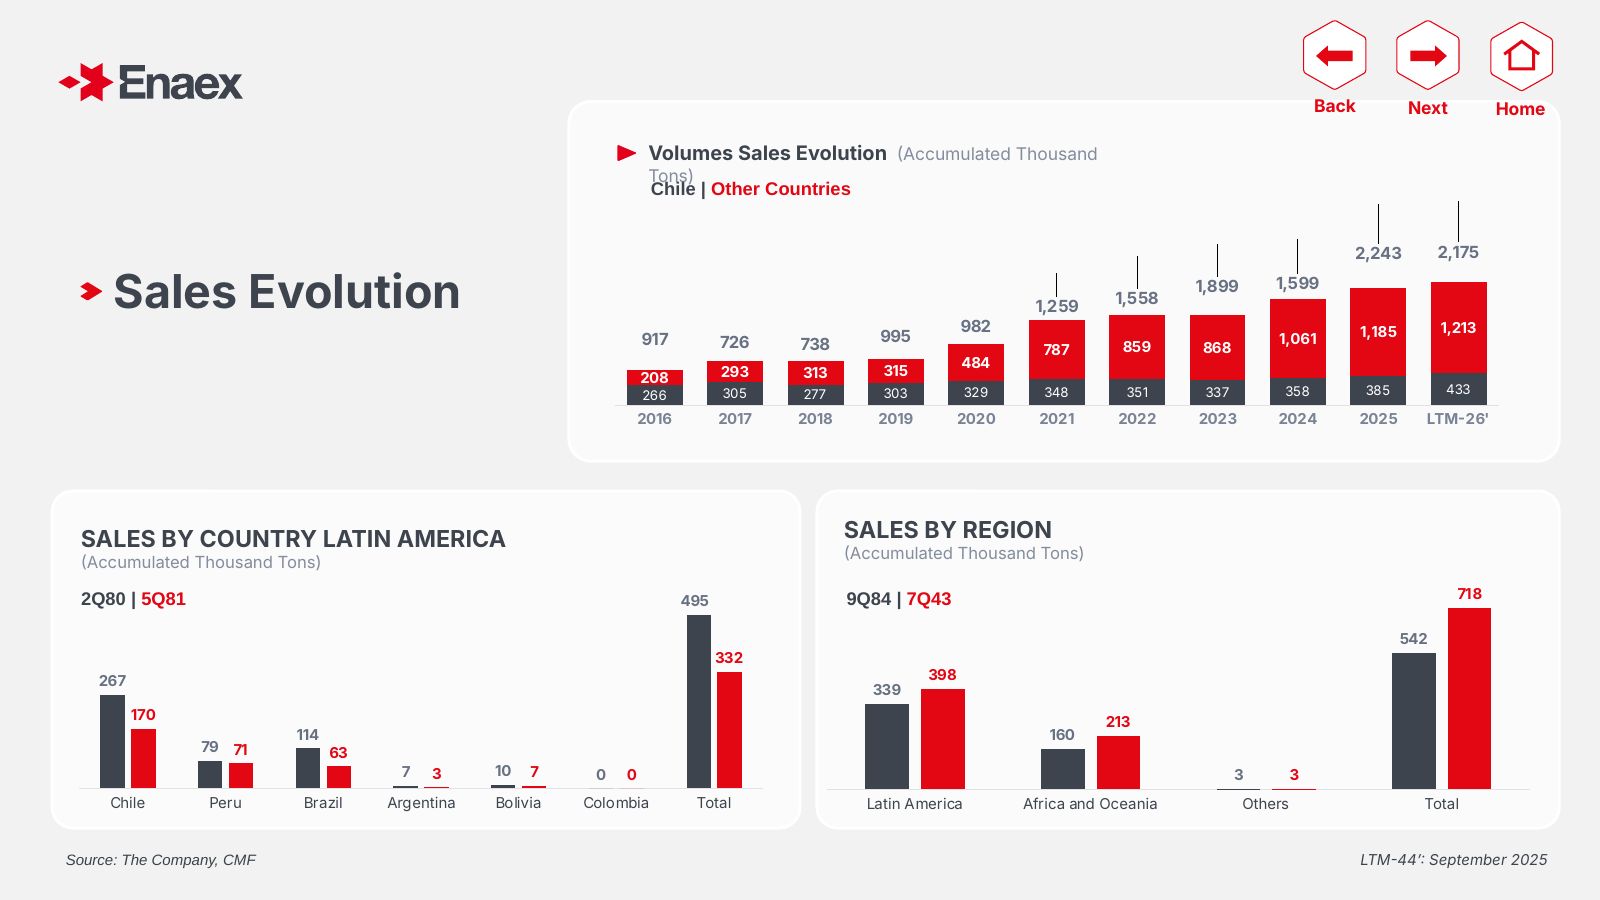 Enaex
Back
Next
Home
Sales Evolution
Volumes Sales Evolution (Accumulated Thousand
Tons)
Chile | Other Countries
917 726 738 995 982 1,259 1,558 1,899 1,599 2,243 2,175
208 293 313 315 484 787 859 868 1,061 1,185 1,213
266 305 277 303 329 348 351 337 358 385 433
2016 2017 2018 2019 2020 2021 2022 2023 2024 2025 LTM-26'
SALES BY COUNTRY LATIN AMERICA
(Accumulated Thousand Tons)
2Q80 | 5Q81
267 170 79 71 114 63 7 3 10 7 0 0 495 332
Chile Peru Brazil Argentina Bolivia Colombia Total
SALES BY REGION
(Accumulated Thousand Tons)
9Q84 | 7Q43
339 398 160 213 3 3 542 718
Latin America Africa and Oceania Others Total
Source: The Company, CMF
LTM-44’: September 2025